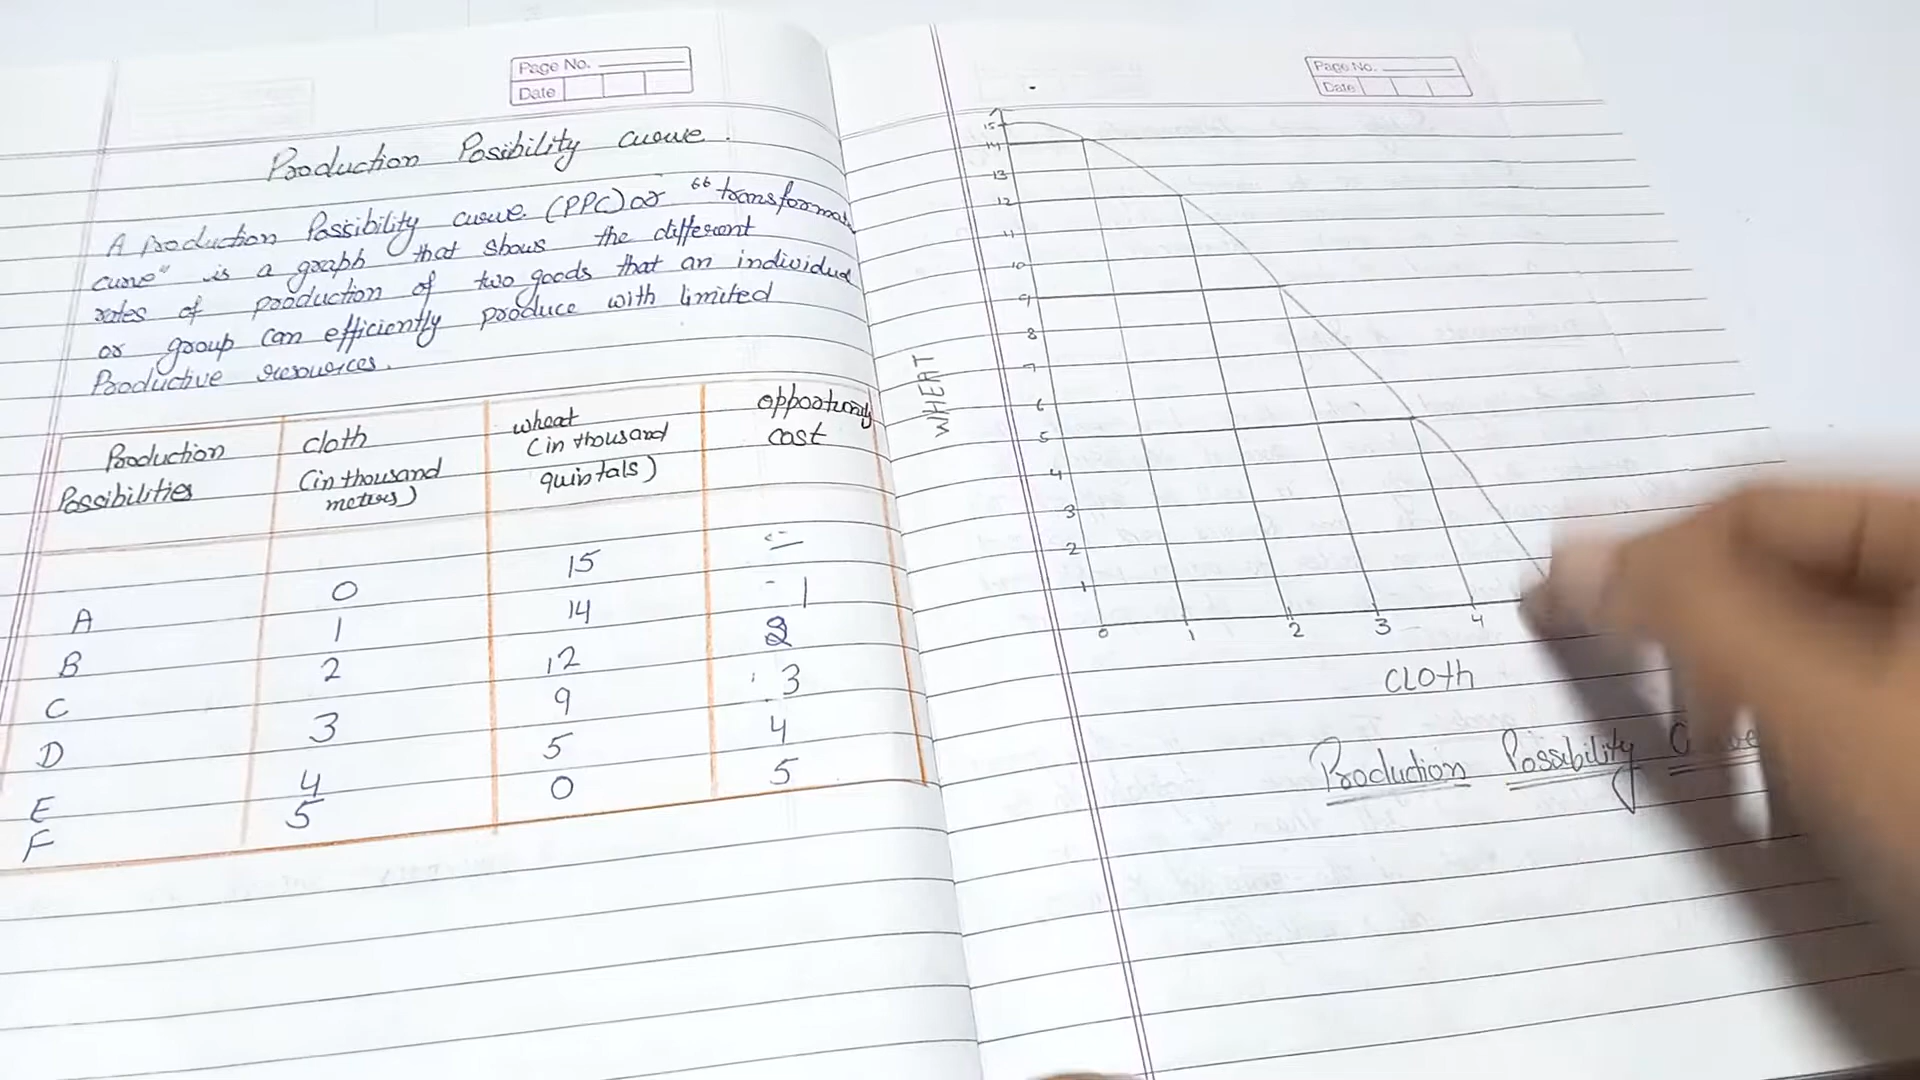 Page No.
Date
Production Posibility curve.
A production Possibility curve (PPC) or "transformat
curve" is a graph that shows the different
rates of production of two goods that an individual
or group can efficiently produce with limited
Productive resources.
Production Possibilities
cloth (in thousand meters)
wheat (in thousand quintals)
opportunity cost
A 0 15 =
B 1 14 - 1
C 2 12 2
D 3 9 3
E 4 5 4
F 5 0 5
Page No.
Date
WHEAT
15
14
13
12
11
10
9
8
7
6
5
4
3
2
1
0 1 2 3 4
CLOTH
Production Possibility